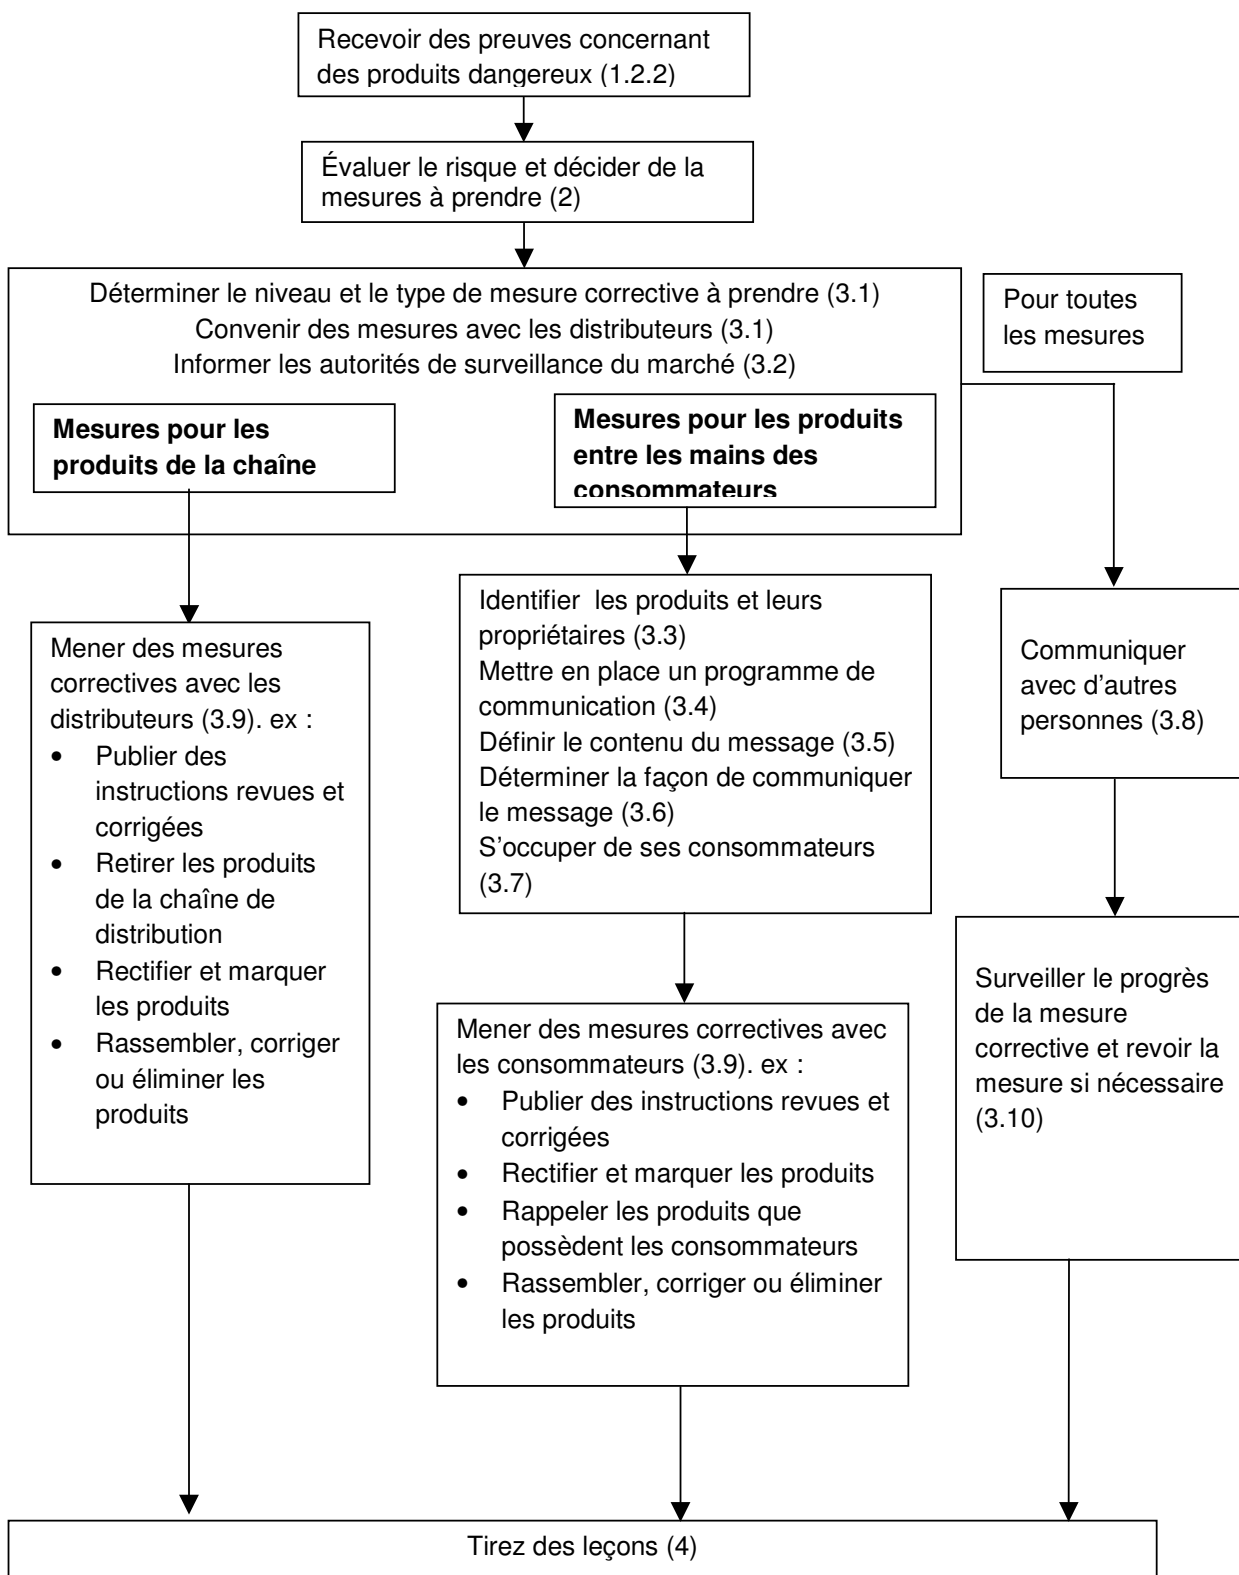 Recevoir des preuves concernant
des produits dangereux (1.2.2)
Évaluer le risque et décider de la
mesures à prendre (2)
Déterminer le niveau et le type de mesure corrective à prendre (3.1)
Convenir des mesures avec les distributeurs (3.1)
Informer les autorités de surveillance du marché (3.2)
Pour toutes
les mesures
Mesures pour les
produits de la chaîne
Mesures pour les produits
entre les mains des
consommateurs
Mener des mesures
correctives avec les
distributeurs (3.9). ex :
• Publier des
instructions revues et
corrigées
• Retirer les produits
de la chaîne de
distribution
• Rectifier et marquer
les produits
• Rassembler, corriger
ou éliminer les
produits
Identifier les produits et leurs
propriétaires (3.3)
Mettre en place un programme de
communication (3.4)
Définir le contenu du message (3.5)
Déterminer la façon de communiquer
le message (3.6)
S’occuper de ses consommateurs
(3.7)
Mener des mesures correctives avec
les consommateurs (3.9). ex :
• Publier des instructions revues et
corrigées
• Rectifier et marquer les produits
• Rappeler les produits que
possèdent les consommateurs
• Rassembler, corriger ou éliminer
les produits
Communiquer
avec d'autres
personnes (3.8)
Surveiller le progrès
de la mesure
corrective et revoir la
mesure si nécessaire
(3.10)
Tirez des leçons (4)